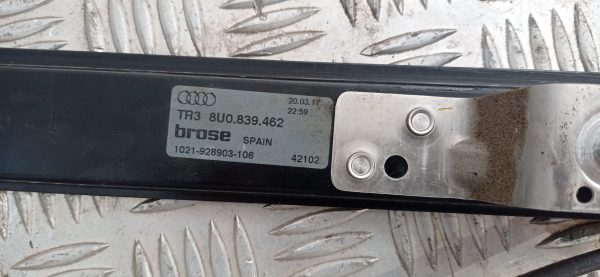 20.03.17
TR3 8U0.839.462 22:59
brose SPAIN
1021-928903-106 42102